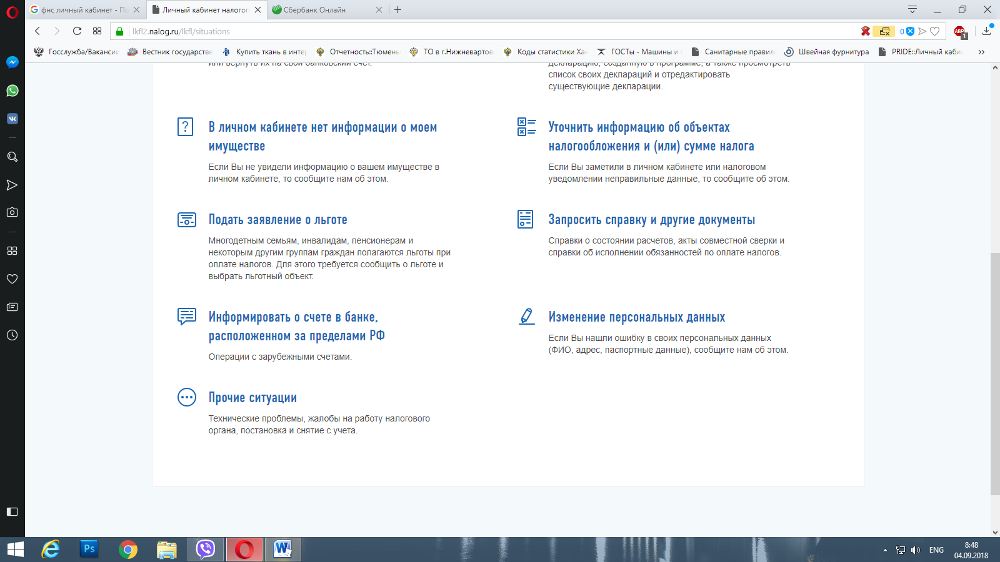 фнс личный кабинет - По
Личный кабинет налогоп
Сбербанк Онлайн
lkfl2.nalog.ru/lkfl/situations
0
ABP
1
Госслужба/Вакансии
Вестник государстве
Купить ткань в интер
Отчетность::Тюмень
ТО в г.Нижневартов
Коды статистики Хан
ГОСТы - Машины и
Санитарные правила
Швейная фурнитура
PRIDE::Личный каби
или вернуть их на свой банковский счет.
декларацию, созданную в программе, а также просмотреть
список своих деклараций и отредактировать
существующие декларации.
В личном кабинете нет информации о моем
имуществе
Если Вы не увидели информацию о вашем имуществе в
личном кабинете, то сообщите нам об этом.
Уточнить информацию об объектах
налогообложения и (или) сумме налога
Если Вы заметили в личном кабинете или налоговом
уведомлении неправильные данные, то сообщите об этом.
Подать заявление о льготе
Многодетным семьям, инвалидам, пенсионерам и
некоторым другим группам граждан полагаются льготы при
оплате налогов. Для этого требуется сообщить о льготе и
выбрать льготный объект.
Запросить справку и другие документы
Справки о состоянии расчетов, акты совместной сверки и
справки об исполнении обязанностей по оплате налогов.
Информировать о счете в банке,
расположенном за пределами РФ
Операции с зарубежными счетами.
Изменение персональных данных
Если Вы нашли ошибку в своих персональных данных
(ФИО, адрес, паспортные данные), сообщите нам об этом.
Прочие ситуации
Технические проблемы, жалобы на работу налогового
органа, постановка и снятие с учета.
Ps
W
ENG
8:48
04.09.2018